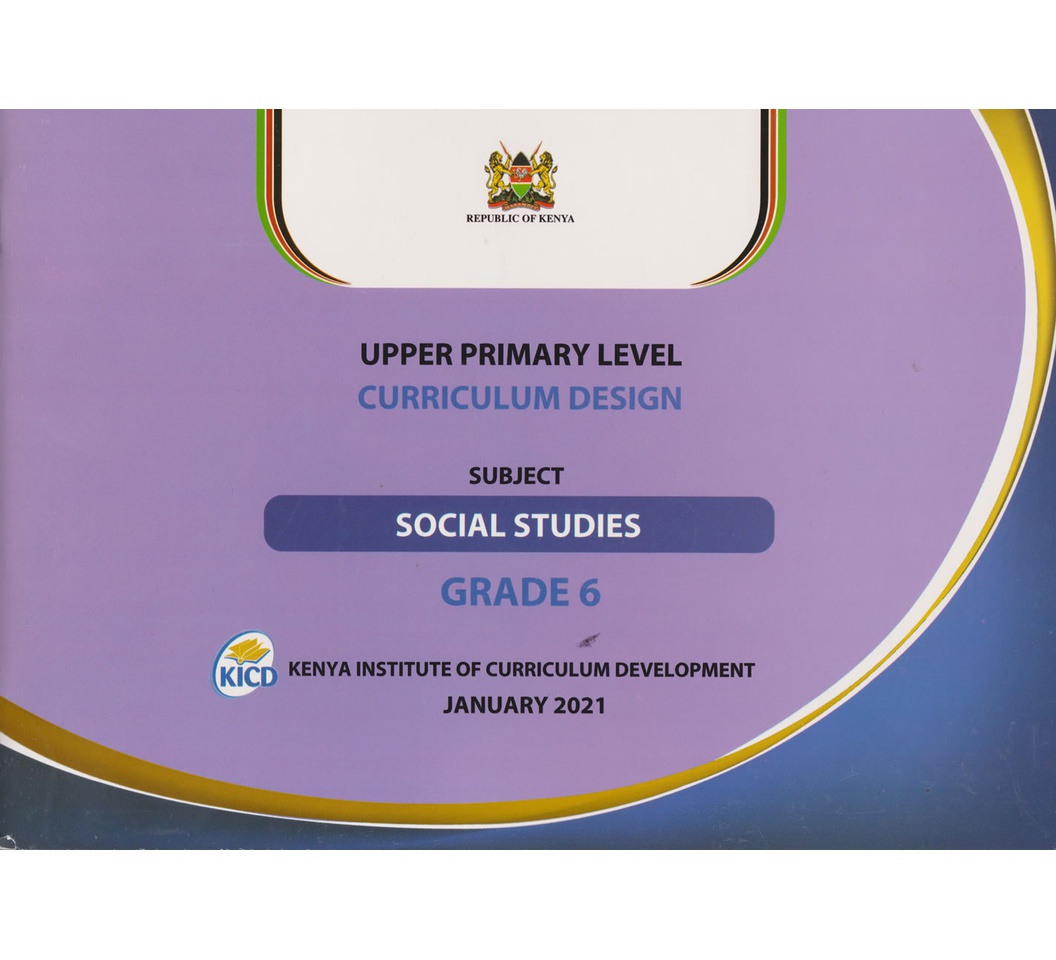 REPUBLIC OF KENYA
UPPER PRIMARY LEVEL
CURRICULUM DESIGN
SUBJECT
SOCIAL STUDIES
GRADE 6
KICD
KENYA INSTITUTE OF CURRICULUM DEVELOPMENT
JANUARY 2021